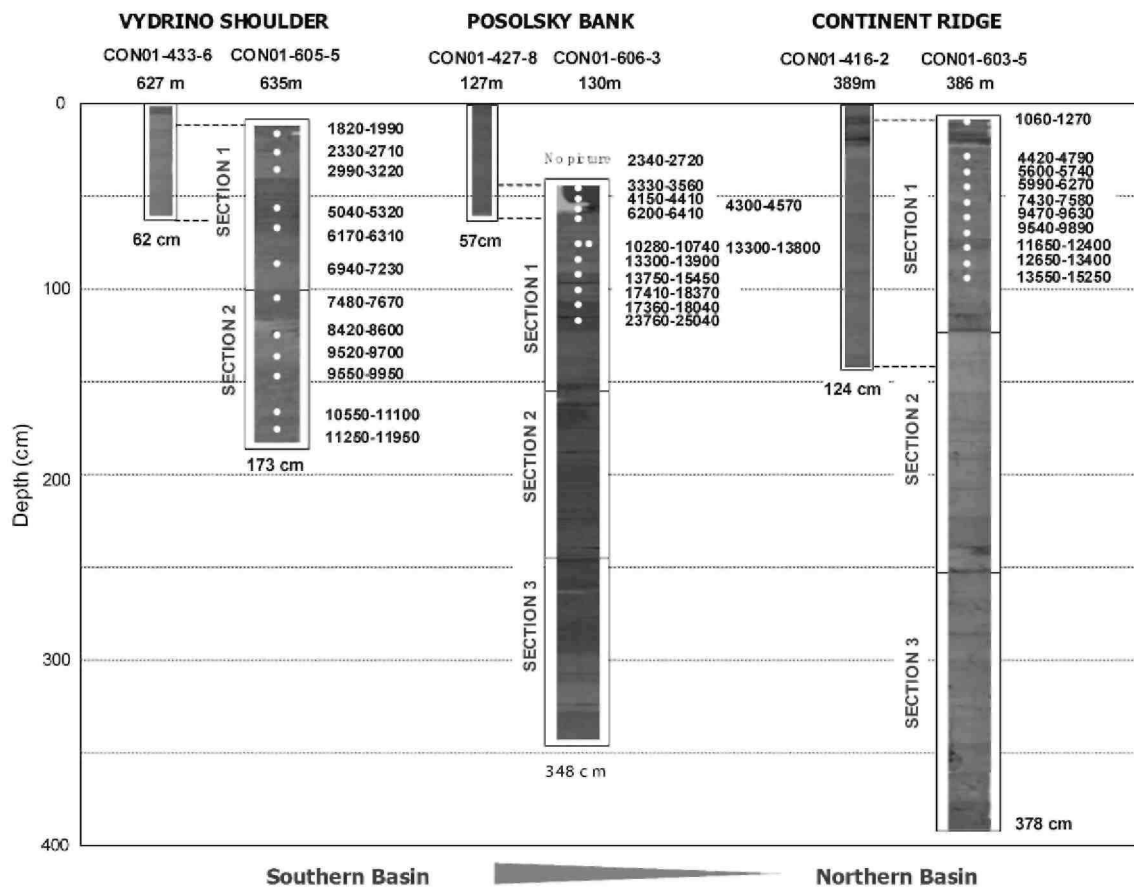 VYDRINO SHOULDER POSOLSKY BANK CONTINENT RIDGE
CON01-433-6 CON01-605-5 CON01-427-8 CON01-606-3 CON01-416-2 CON01-603-5
627 m 635m 127m 130m 389m 386 m
Depth (cm)
0
100
200
300
400
SECTION 1
SECTION 2
62 cm
1820-1990
2330-2710
2990-3220
5040-5320
6170-6310
6940-7230
7480-7670
8420-8600
9520-9700
9550-9950
10550-11100
11250-11950
173 cm
57cm
No picture 2340-2720
3330-3560
4150-4410
4300-4570
6200-6410
10280-10740 13300-13800
13300-13900
13750-15450
17410-18370
17360-18040
23760-25040
SECTION 1
SECTION 2
SECTION 3
348 c m
124 cm
1060-1270
4420-4790
5600-5740
5990-6270
7430-7580
9470-9630
9540-9890
11650-12400
12650-13400
13550-15250
SECTION 1
SECTION 2
SECTION 3
378 cm
Southern Basin Northern Basin